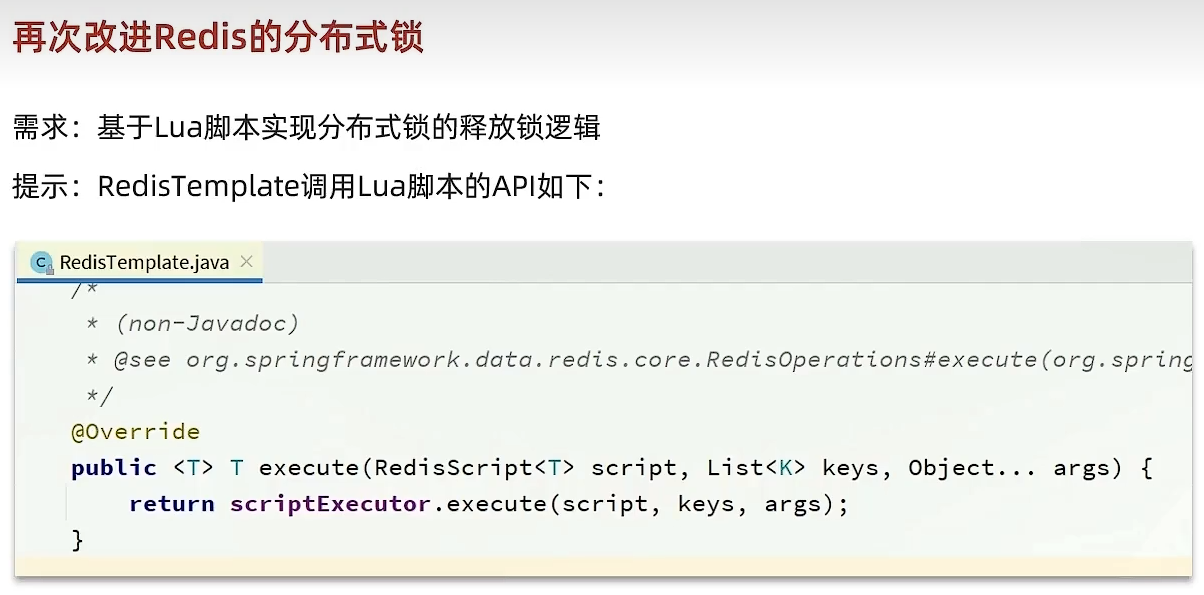 再次改进Redis的分布式锁
需求：基于Lua脚本实现分布式锁的释放锁逻辑
提示：RedisTemplate调用Lua脚本的API如下：
RedisTemplate.java
/*
* (non-Javadoc)
* @see org.springframework.data.redis.core.RedisOperations#execute(org.spring
*/
@Override
public <T> T execute(RedisScript<T> script, List<K> keys, Object... args) {
return scriptExecutor.execute(script, keys, args);
}